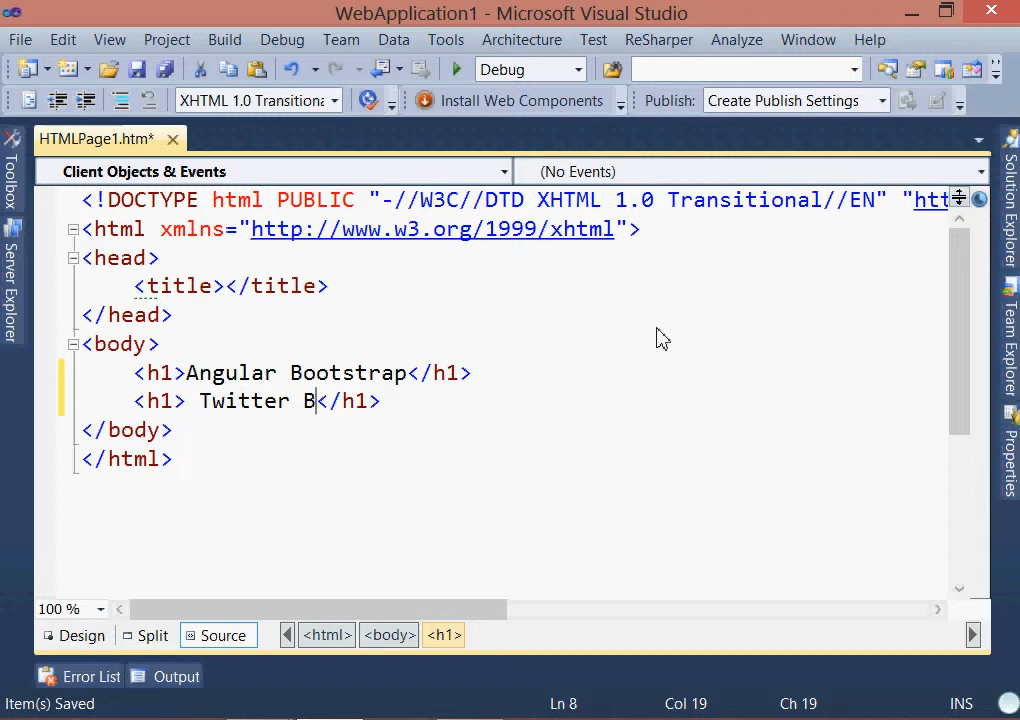 WebApplication1 - Microsoft Visual Studio
File Edit View Project Build Debug Team Data Tools Architecture Test ReSharper Analyze Window Help
Debug
XHTML 1.0 Transitiona Install Web Components Publish: Create Publish Settings
HTMLPage1.htm*
Client Objects & Events (No Events)
Toolbox
Server Explorer
<!DOCTYPE html PUBLIC "-//W3C//DTD XHTML 1.0 Transitional//EN" "htt
<html xmlns="http://www.w3.org/1999/xhtml">
<head>
<title></title>
</head>
<body>
<h1>Angular Bootstrap</h1>
<h1> Twitter B</h1>
</body>
</html>
Solution Explorer
Team Explorer
Properties
100 %
Design Split Source <html> <body> <h1>
Error List Output
Item(s) Saved Ln 8 Col 19 Ch 19 INS